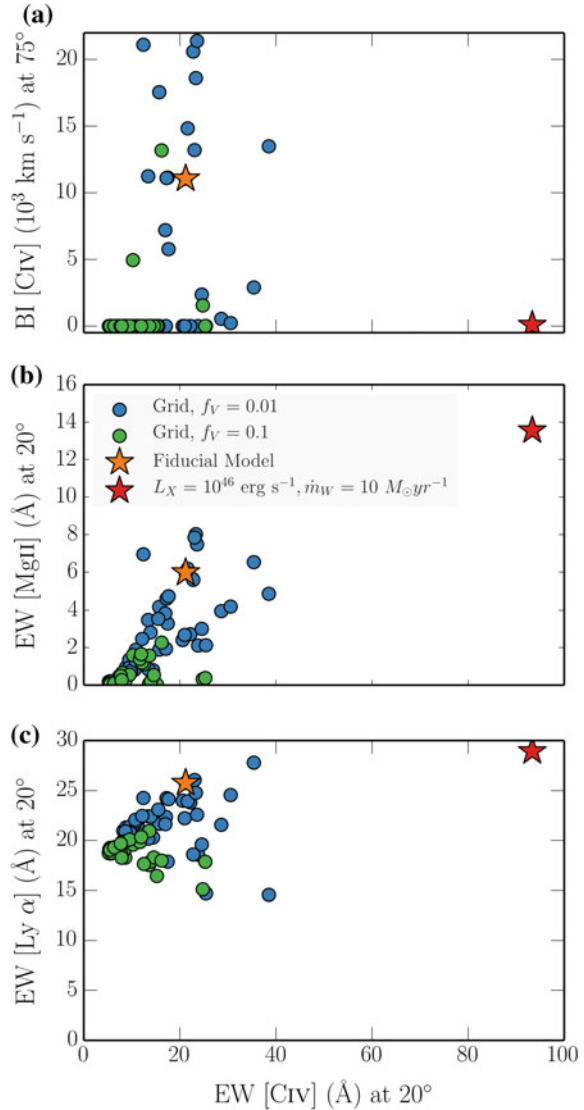 (a)
20
15
10
5
0
BI [CIV] (10³ km s⁻¹) at 75°
(b)
16
14
12
10
8
6
4
2
0
EW [MgII] (Å) at 20°
Grid, f_V = 0.01
Grid, f_V = 0.1
Fiducial Model
L_X = 10⁴⁶ erg s⁻¹, ṁ_W = 10 M_⊙yr⁻¹
(c)
30
25
20
15
10
5
0
EW [Ly α] (Å) at 20°
0 20 40 60 80 100
EW [CIV] (Å) at 20°